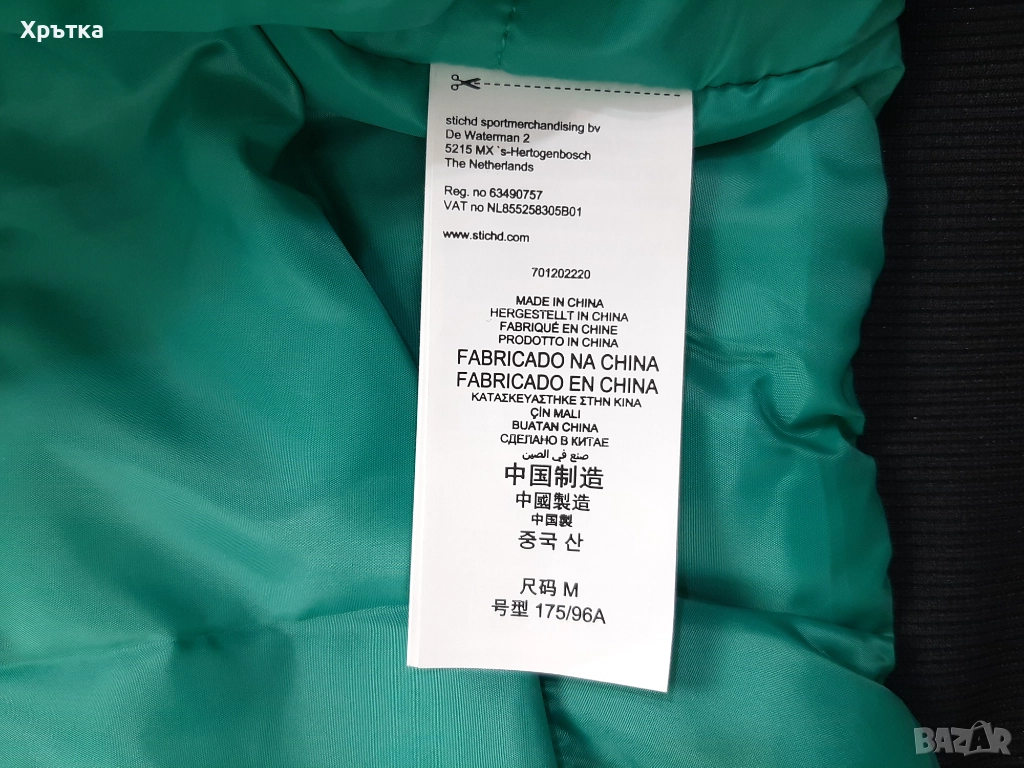 Хрътка
stichd sportmerchandising bv
De Waterman 2
5215 MX `s-Hertogenbosch
The Netherlands
Reg. no 63490757
VAT no NL855258305B01
www.stichd.com
701202220
MADE IN CHINA
HERGESTELLT IN CHINA
FABRIQUÉ EN CHINE
PRODOTTO IN CHINA
FABRICADO NA CHINA
FABRICADO EN CHINA
ΚΑΤΑΣΚΕΥΑΣΤΗΚΕ ΣΤΗΝ ΚΙΝΑ
ÇİN MALI
BUATAN CHINA
СДЕЛАНО В КИТАЕ
صنع في الصين
中国制造
中國製造
中国製
중국 산
尺码 M
号型 175/96A
BAZAR